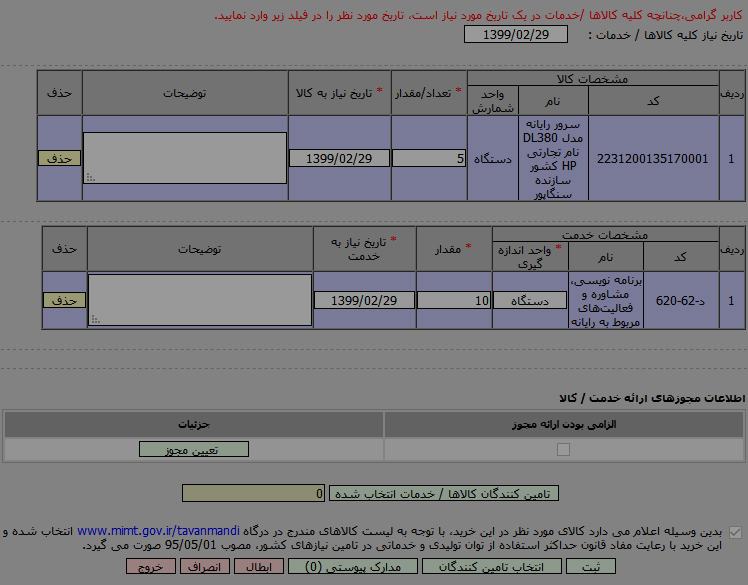 کاربر گرامی،چنانچه کلیه کالاها /خدمات در یک تاریخ مورد نیاز است، تاریخ مورد نظر را در فیلد زیر وارد نمایید.
تاریخ نیاز کلیه کالاها / خدمات : 1399/02/29
مشخصات کالا
ردیف کد نام واحد شمارش * تعداد/مقدار * تاریخ نیاز به کالا توضیحات حذف
1 2231200135170001 سرور رایانه مدل DL380 نام تجارتی HP کشور سازنده سنگاپور دستگاه 5 1399/02/29 حذف
مشخصات خدمت
ردیف کد نام * واحد اندازه گیری * مقدار * تاریخ نیاز به خدمت توضیحات حذف
1 د-62-620 برنامه نویسی، مشاوره و فعالیت‌های مربوط به رایانه دستگاه 10 1399/02/29 حذف
اطلاعات مجوزهای ارائه خدمت / کالا
الزامی بودن ارائه مجوز جزئیات
تعیین مجوز
تامین کنندگان کالاها / خدمات انتخاب شده 0
بدین وسیله اعلام می دارد کالای مورد نظر در این خرید، با توجه به لیست کالاهای مندرج در درگاه www.mimt.gov.ir/tavanmandi انتخاب شده و
این خرید با رعایت مفاد قانون حداکثر استفاده از توان تولیدی و خدماتی در تامین نیازهای کشور، مصوب 95/05/01 صورت می گیرد.
ثبت انتخاب تامین کنندگان مدارک پیوستی (0) ابطال انصراف خروج